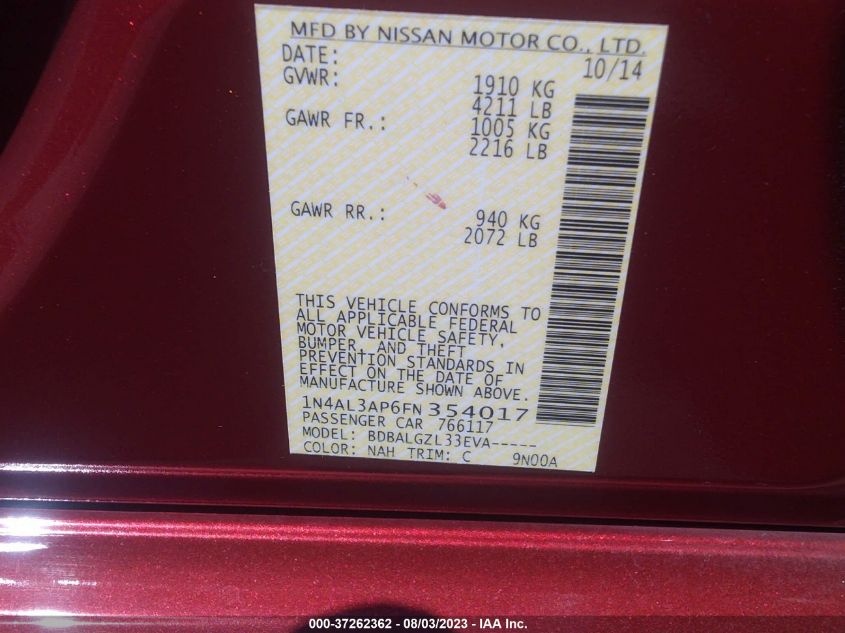 MFD BY NISSAN MOTOR CO., LTD.
DATE: 10/14
GVWR: 1910 KG
4211 LB
GAWR FR.: 1005 KG
2216 LB
GAWR RR.: 940 KG
2072 LB
THIS VEHICLE CONFORMS TO
ALL APPLICABLE FEDERAL
MOTOR VEHICLE SAFETY,
BUMPER, AND THEFT
PREVENTION STANDARDS IN
EFFECT ON THE DATE OF
MANUFACTURE SHOWN ABOVE.
1N4AL3AP6FN 354017
PASSENGER CAR 766117
MODEL: BDBALGZL33EVA-----
COLOR: NAH TRIM: C 9N00A
000-37262362 - 08/03/2023 - IAA Inc.